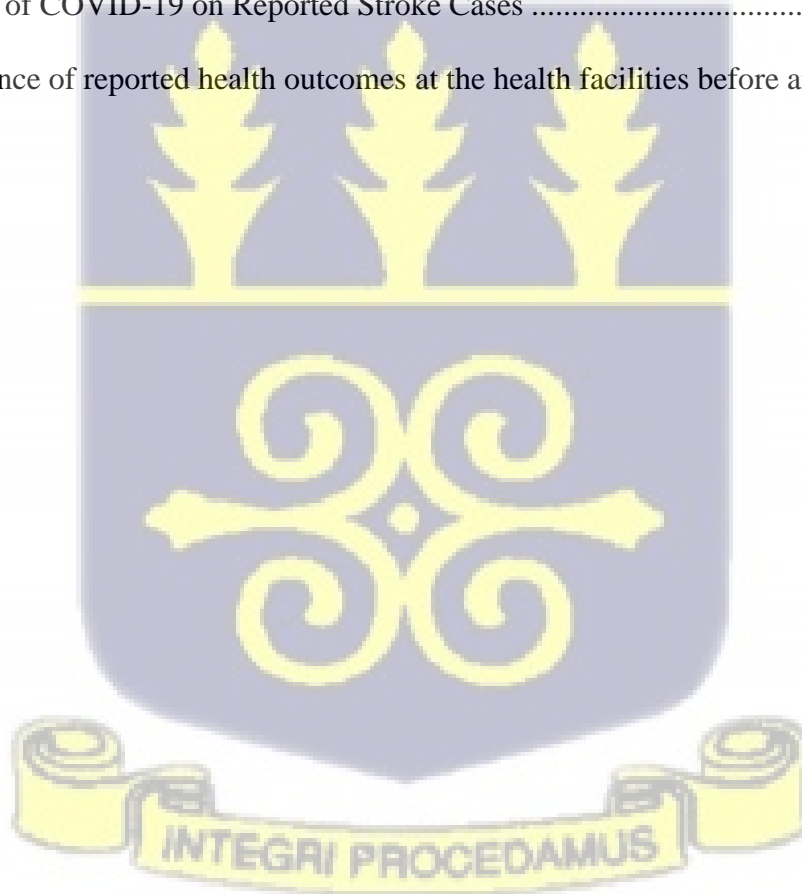 of COVID-19 on Reported Stroke Cases ....................................
nce of reported health outcomes at the health facilities before a
INTEGRI PROCEDAMUS